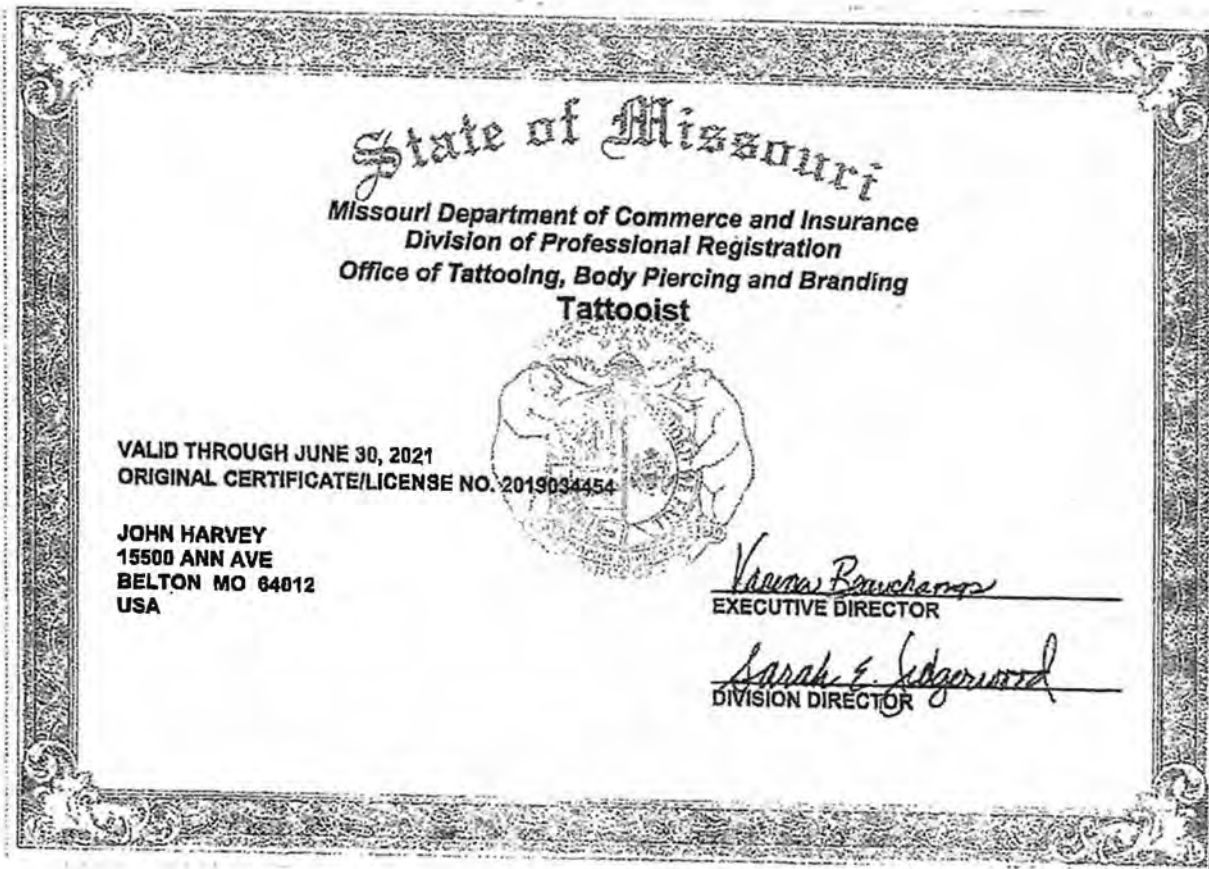 State of Missouri
Missouri Department of Commerce and Insurance
Division of Professional Registration
Office of Tattooing, Body Piercing and Branding
Tattooist
VALID THROUGH JUNE 30, 2021
ORIGINAL CERTIFICATE/LICENSE NO. 2019034454
JOHN HARVEY
15500 ANN AVE
BELTON MO 64012
USA
EXECUTIVE DIRECTOR
Sarah E. Ledgerwood
DIVISION DIRECTOR